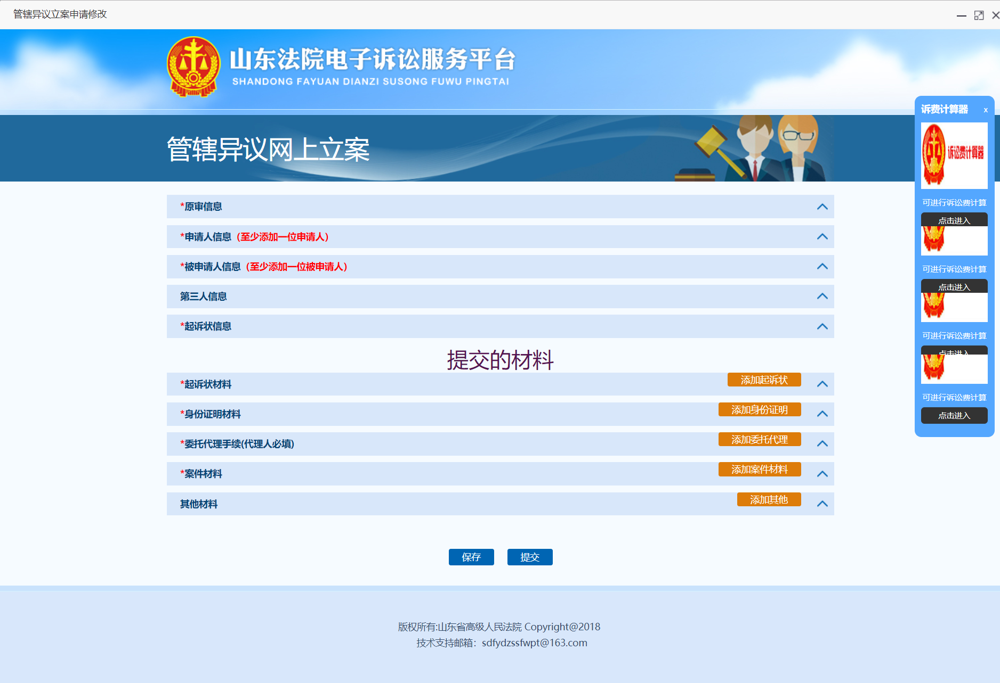 管辖异议立案申请修改
山东法院电子诉讼服务平台
SHANDONG FAYUAN DIANZI SUSONG FUWU PINGTAI
管辖异议网上立案
*原审信息
*申请人信息（至少添加一位申请人）
*被申请人信息（至少添加一位被申请人）
第三人信息
*起诉状信息
提交的材料
*起诉状材料 添加起诉状
*身份证明材料 添加身份证明
*委托代理手续(代理人必填) 添加委托代理
*案件材料 添加案件材料
其他材料 添加其他
保存 提交
诉费计算器 x
诉讼费计算器
可进行诉讼费计算
点击进入
可进行诉讼费计算
点击进入
可进行诉讼费计算
点击进入
可进行诉讼费计算
点击进入
版权所有:山东省高级人民法院 Copyright@2018
技术支持邮箱：sdfydzssfwpt@163.com